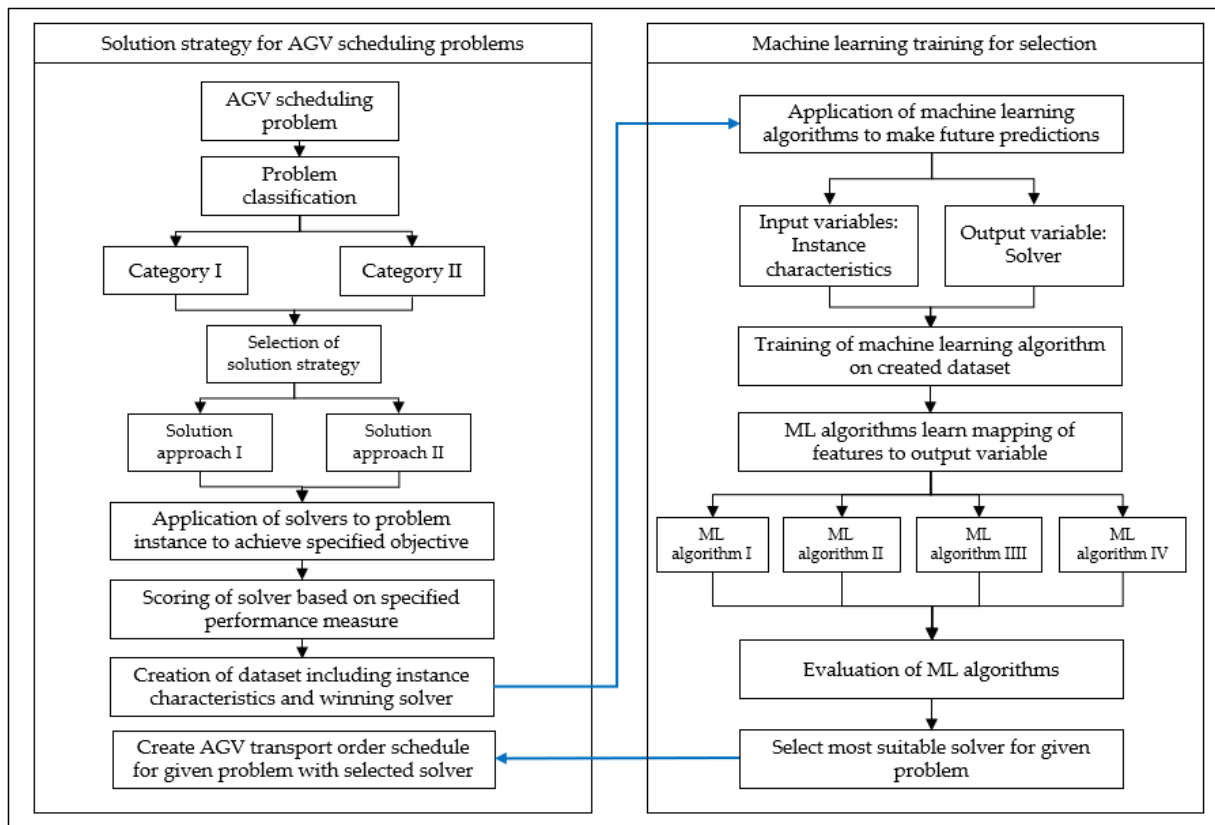 Solution strategy for AGV scheduling problems
AGV scheduling
problem
Problem
classification
Category I
Category II
Selection of
solution strategy
Solution
approach I
Solution
approach II
Application of solvers to problem
instance to achieve specified objective
Scoring of solver based on specified
performance measure
Creation of dataset including instance
characteristics and winning solver
Create AGV transport order schedule
for given problem with selected solver
Machine learning training for selection
Application of machine learning
algorithms to make future predictions
Input variables:
Instance
characteristics
Output variable:
Solver
Training of machine learning algorithm
on created dataset
ML algorithms learn mapping of
features to output variable
ML
algorithm I
ML
algorithm II
ML
algorithm IIII
ML
algorithm IV
Evaluation of ML algorithms
Select most suitable solver for given
problem